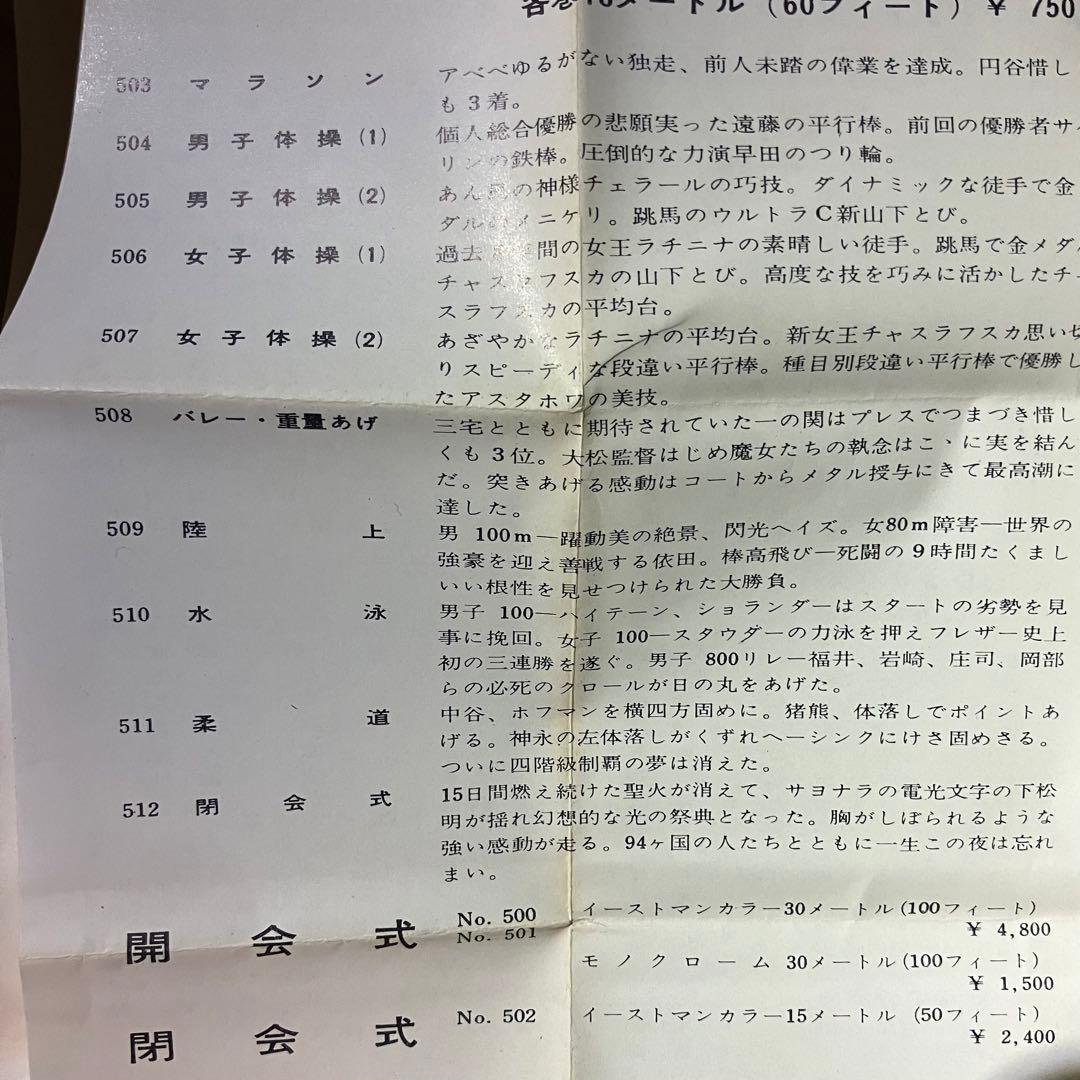 メートル (60フィート) ¥ 750
503 マラソン アベベゆるがない独走、前人未踏の偉業を達成。円谷惜し
も3着。
504 男子体操(1) 個人総合優勝の悲願実った遠藤の平行棒。前回の優勝者サイ
リンの鉄棒。圧倒的な力演早田のつり輪。
505 男子体操(2) あん馬の神様チェラールの巧技。ダイナミックな徒手で金
ダルのメニケリ。跳馬のウルトラC新山下とび。
506 女子体操(1) 過去 年間の女王ラチニナの素晴しい徒手。跳馬で金メダ
チャスラフスカの山下とび。高度な技を巧みに活かしたチャ
スラフスカの平均台。
507 女子体操(2) あざやかなラチニナの平均台。新女王チャスラフスカ思い切
りスピーディな段違い平行棒。種目別段違い平行棒で優勝し
たアスタホワの美技。
508 バレー・重量あげ 三宅とともに期待されていた一の関はプレスでつまづき惜し
くも3位。大松監督はじめ魔女たちの執念はこゝに実を結ん
だ。突きあげる感動はコートからメタル授与にきて最高潮に
達した。
509 陸上 男 100m—躍動美の絶景、閃光ヘイズ。女80m障害—世界の
強豪を迎え善戦する依田。棒高飛び—死闘の9時間たくまし
いい根性を見せつけられた大勝負。
510 水泳 男子 100—ハイテーン、ショランダーはスタートの劣勢を見
事に挽回。女子 100—スタウダーの力泳を押えフレザー史上
初の三連勝を遂ぐ。男子 800リレー福井、岩崎、庄司、岡部
らの必死のクロールが日の丸をあげた。
511 柔道 中谷、ホフマンを横四方固めに。猪熊、体落しでポイントあ
げる。神永の左体落しがくずれヘーシンクにけさ固めさる。
ついに四階級制覇の夢は消えた。
512 閉会式 15日間燃え続けた聖火が消えて、サヨナラの電光文字の下松
明が揺れ幻想的な光の祭典となった。胸がしぼられるような
強い感動が走る。94ヶ国の人たちとともに一生この夜は忘れ
まい。
開会式 No. 500 イーストマンカラー30メートル(100フィート)
No. 501 ¥ 4,800
モノクローム 30メートル(100フィート)
¥ 1,500
閉会式 No. 502 イーストマンカラー15メートル (50フィート)
¥ 2,400